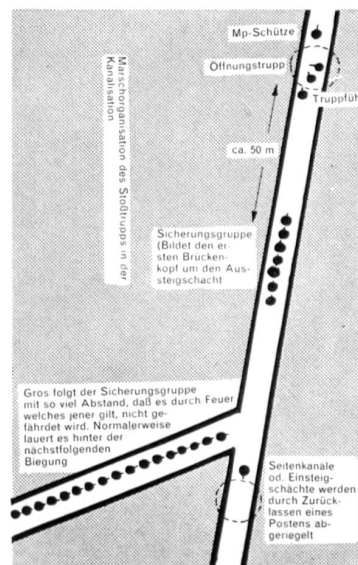 Marschorganisation des Stoßtrupps in der
Kanalisation
Mp-Schütze
Öffnungstrupp
Truppfüh
ca. 50 m
Sicherungsgruppe
(Bildet den er-
sten Brücken-
kopf um den Aus-
steigschacht
Gros folgt der Sicherungsgruppe
mit so viel Abstand, daß es durch Feuer
welches jener gilt, nicht ge-
fährdet wird. Normalerweise
lauert es hinter der
nächstfolgenden
Biegung
Seitenkanäle
od. Einsteig-
schächte werden
durch Zurück-
lassen eines
Postens ab-
geriegelt